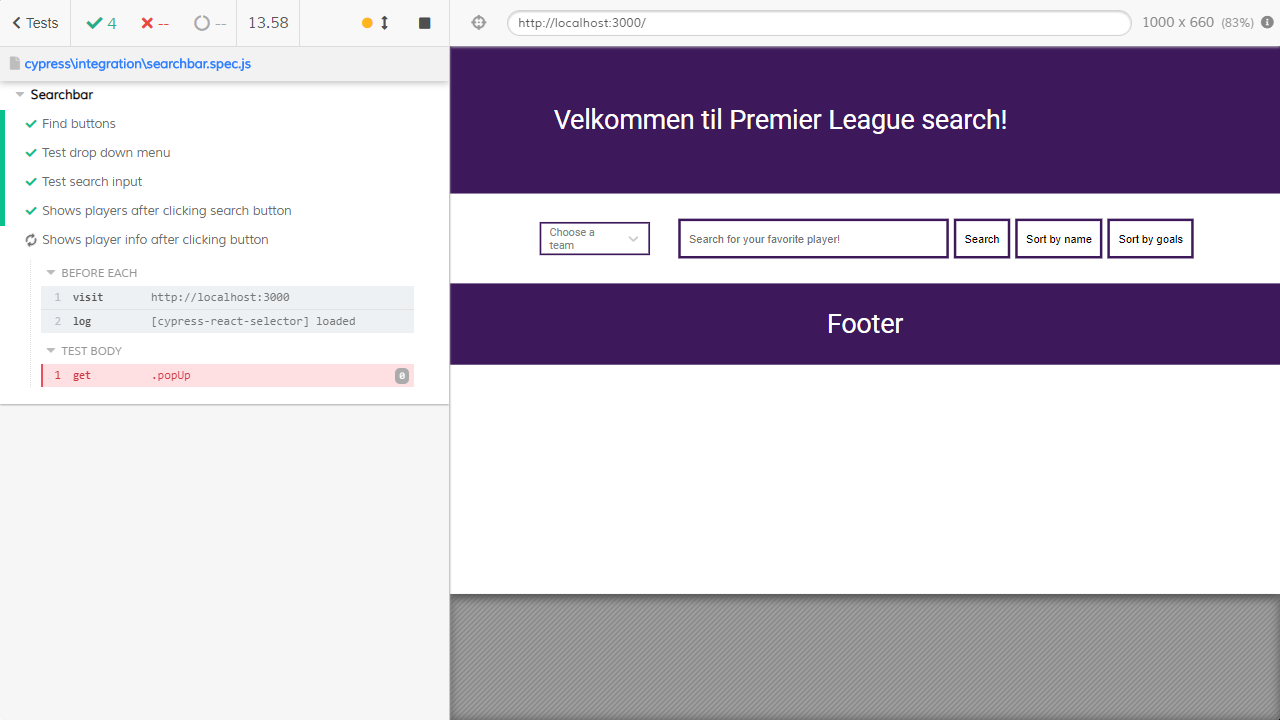 Tests 4 -- -- 13.58
http://localhost:3000/ 1000 x 660 (83%)
cypress\integration\searchbar.spec.js
Searchbar
Find buttons
Test drop down menu
Test search input
Shows players after clicking search button
Shows player info after clicking button
BEFORE EACH
1 visit http://localhost:3000
2 log [cypress-react-selector] loaded
TEST BODY
1 get .popUp 0
Velkommen til Premier League search!
Choose a
team
Search for your favorite player!
Search
Sort by name
Sort by goals
Footer